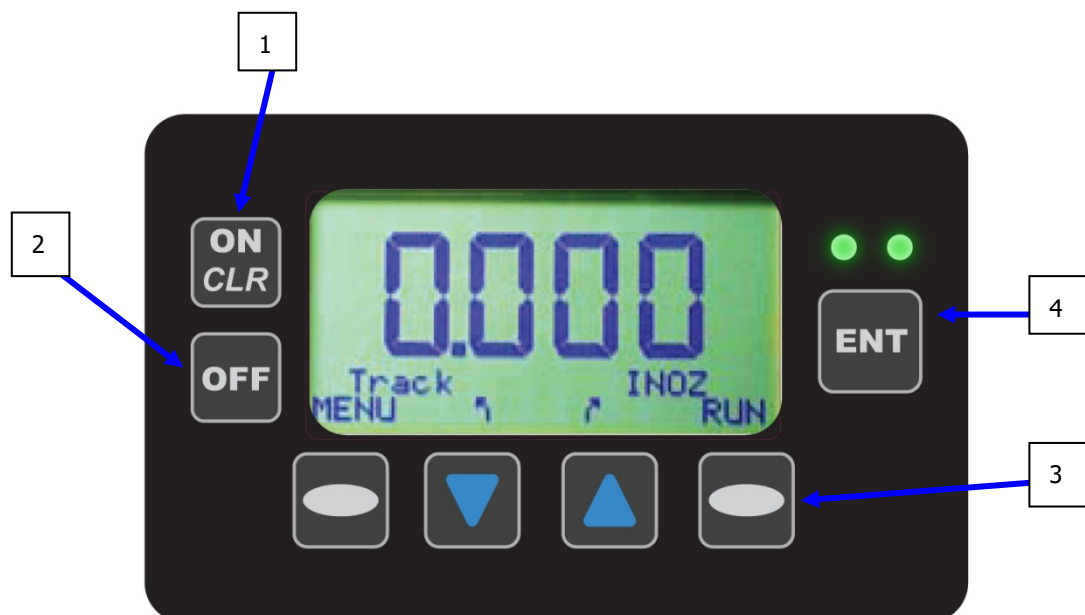 1
2
ON
CLR
OFF
0.000
Track INOZ
MENU RUN
ENT
4
3